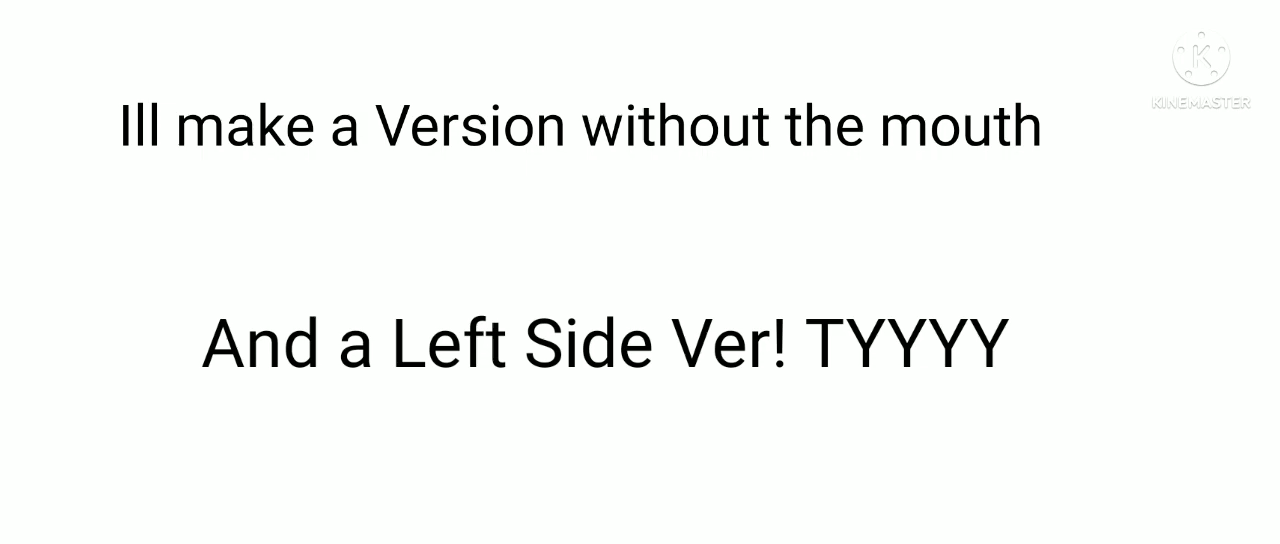 KINEMASTER
Ill make a Version without the mouth
And a Left Side Ver! TYYYY